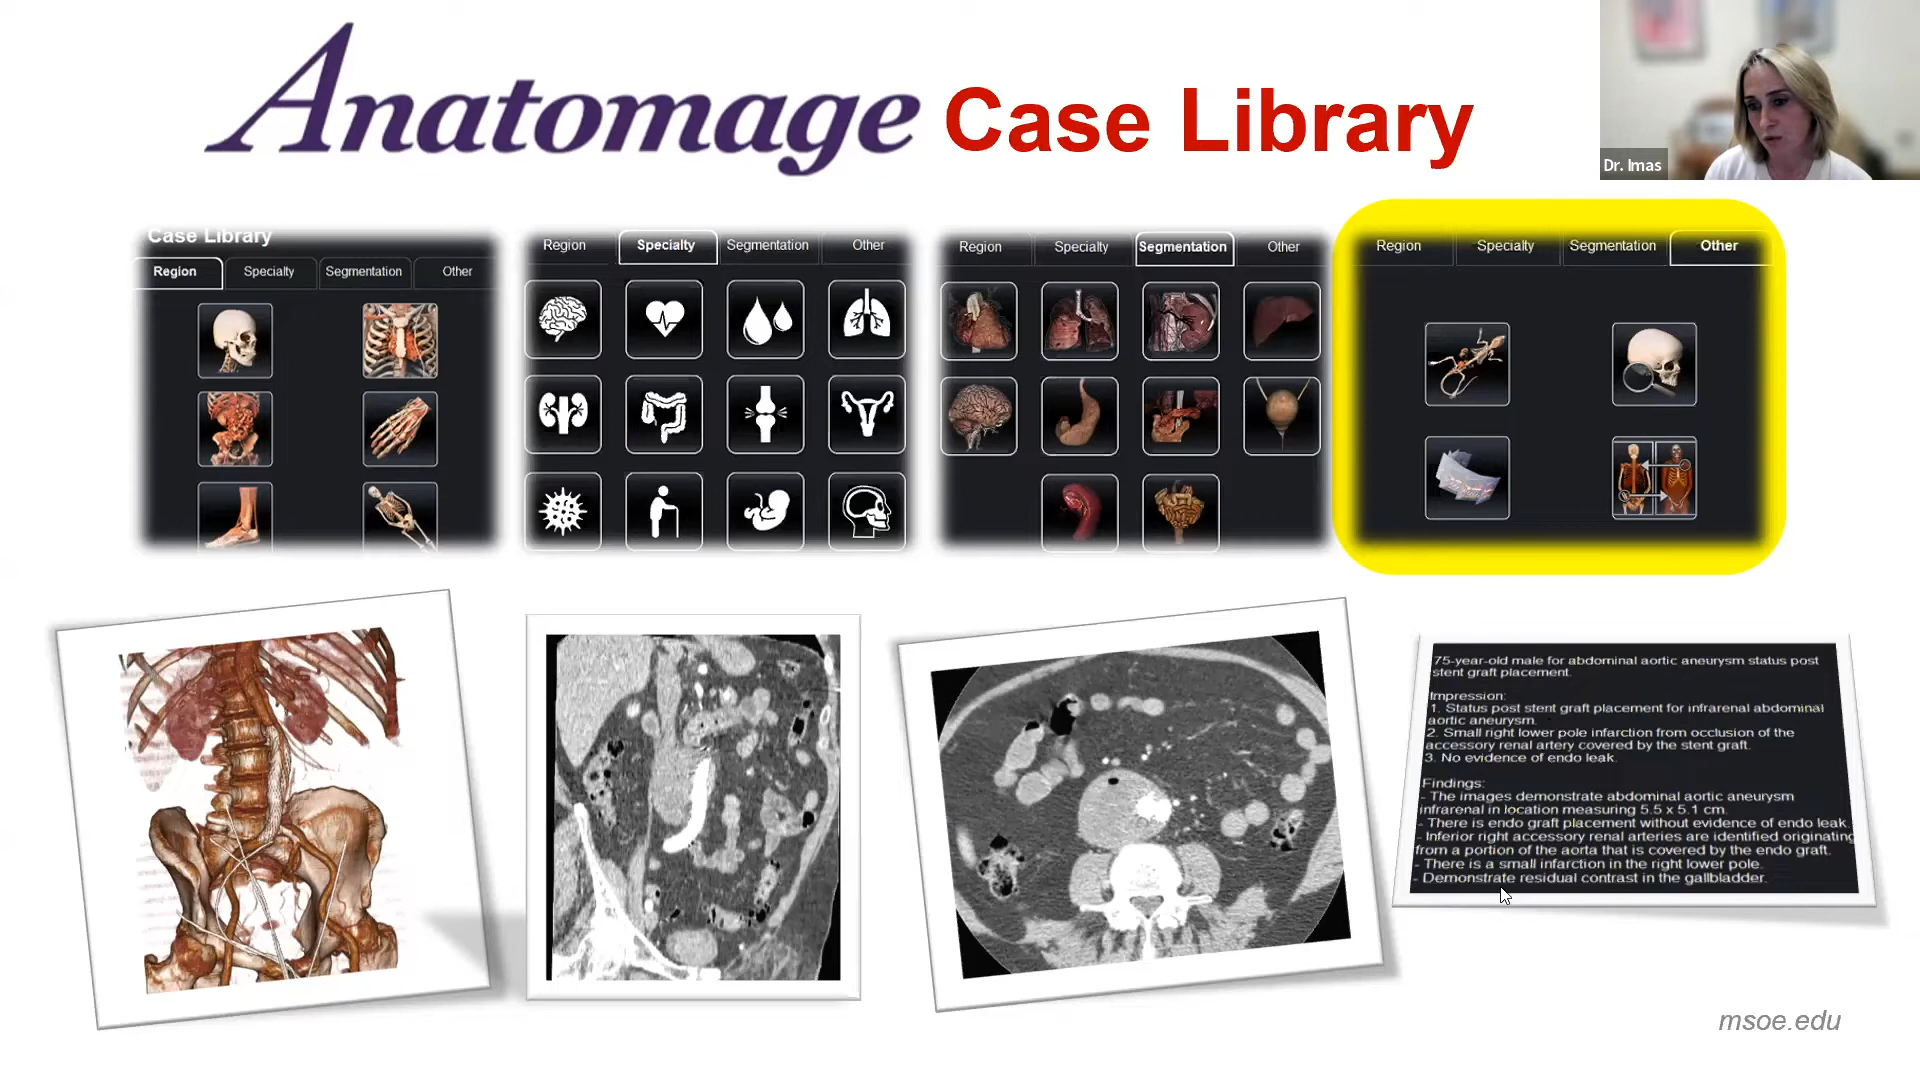 Anatomage Case Library
Dr. Imas
Case Library
Region Specialty Segmentation Other
Region Specialty Segmentation Other
Region Specialty Segmentation Other
Region Specialty Segmentation Other
75-year-old male for abdominal aortic aneurysm status post
stent graft placement.
Impression:
1. Status post stent graft placement for infrarenal abdominal
aortic aneurysm.
2. Small right lower pole infarction from occlusion of the
accessory renal artery covered by the stent graft.
3. No evidence of endo leak.
Findings:
- The images demonstrate abdominal aortic aneurysm
infrarenal in location measuring 5.5 x 5.1 cm.
- There is endo graft placement without evidence of endo leak.
- Inferior right accessory renal arteries are identified originating
from a portion of the aorta that is covered by the endo graft.
- There is a small infarction in the right lower pole.
- Demonstrate residual contrast in the gallbladder.
msoe.edu